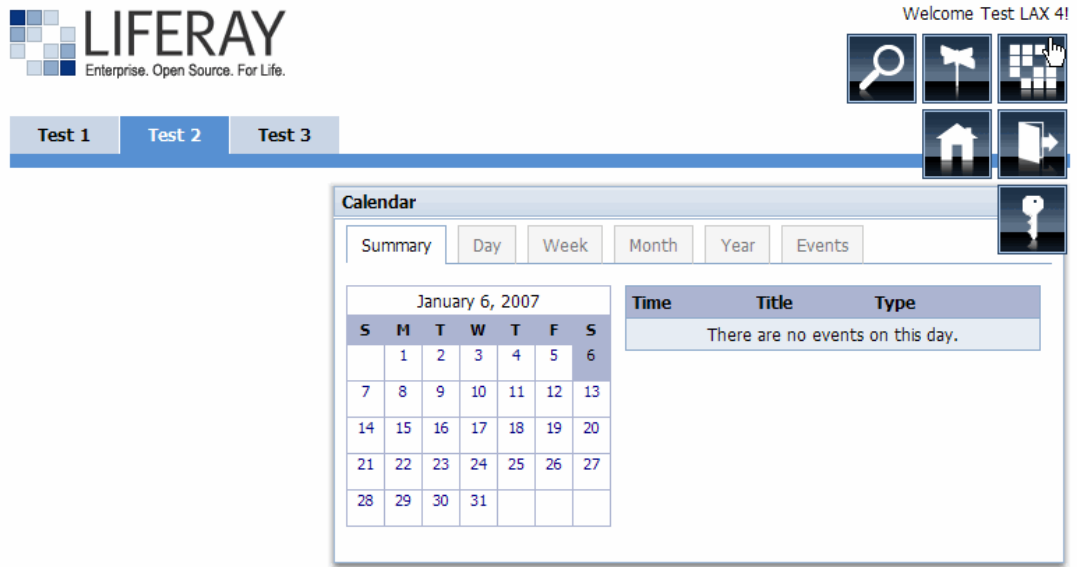 Welcome Test LAX 4!
LIFERAY
Enterprise. Open Source. For Life.
Test 1 Test 2 Test 3
Calendar
Summary Day Week Month Year Events
January 6, 2007
Time Title Type
S M T W T F S
There are no events on this day.
1 2 3 4 5 6
7 8 9 10 11 12 13
14 15 16 17 18 19 20
21 22 23 24 25 26 27
28 29 30 31